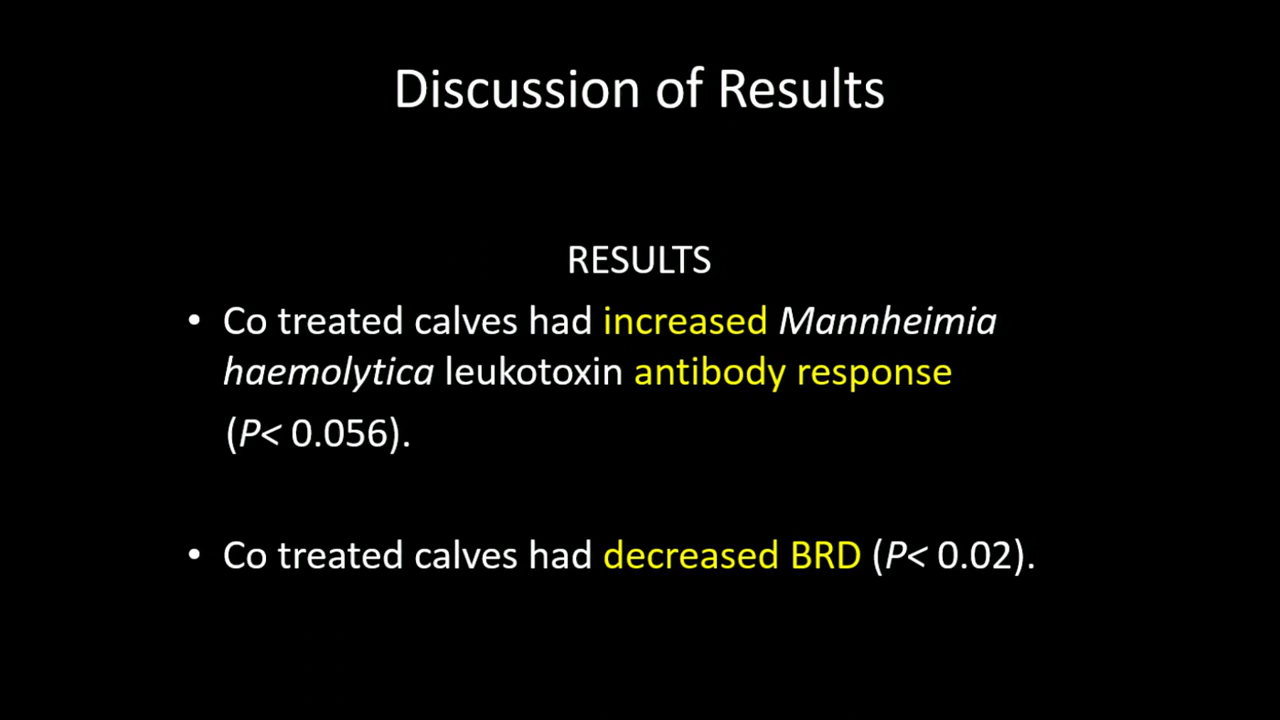 Discussion of Results
RESULTS
• Co treated calves had increased Mannheimia
haemolytica leukotoxin antibody response
(P< 0.056).
• Co treated calves had decreased BRD (P< 0.02).